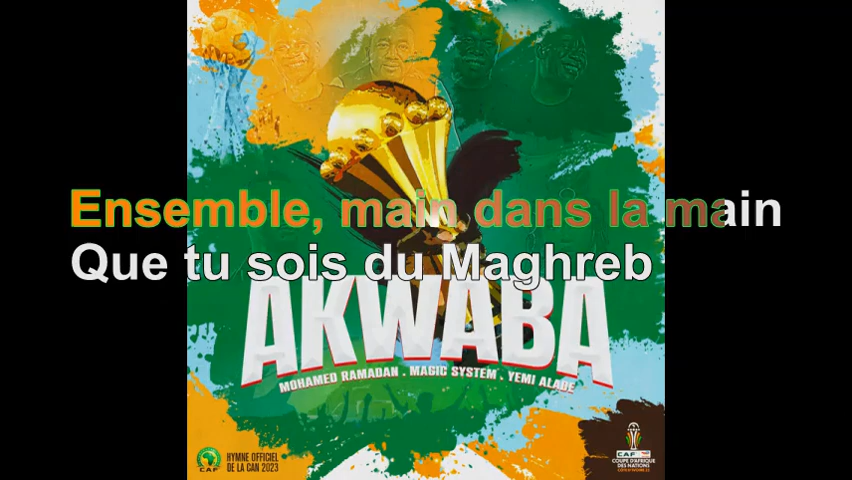 Ensemble, main dans la main
Que tu sois du Maghreb
AKWABA
MOHAMED RAMADAN . MAGIC SYSTEM . YEMI ALADE
CAF
HYMNE OFFICIEL
DE LA CAN 2023
CAF
COUPE D'AFRIQUE
DES NATIONS